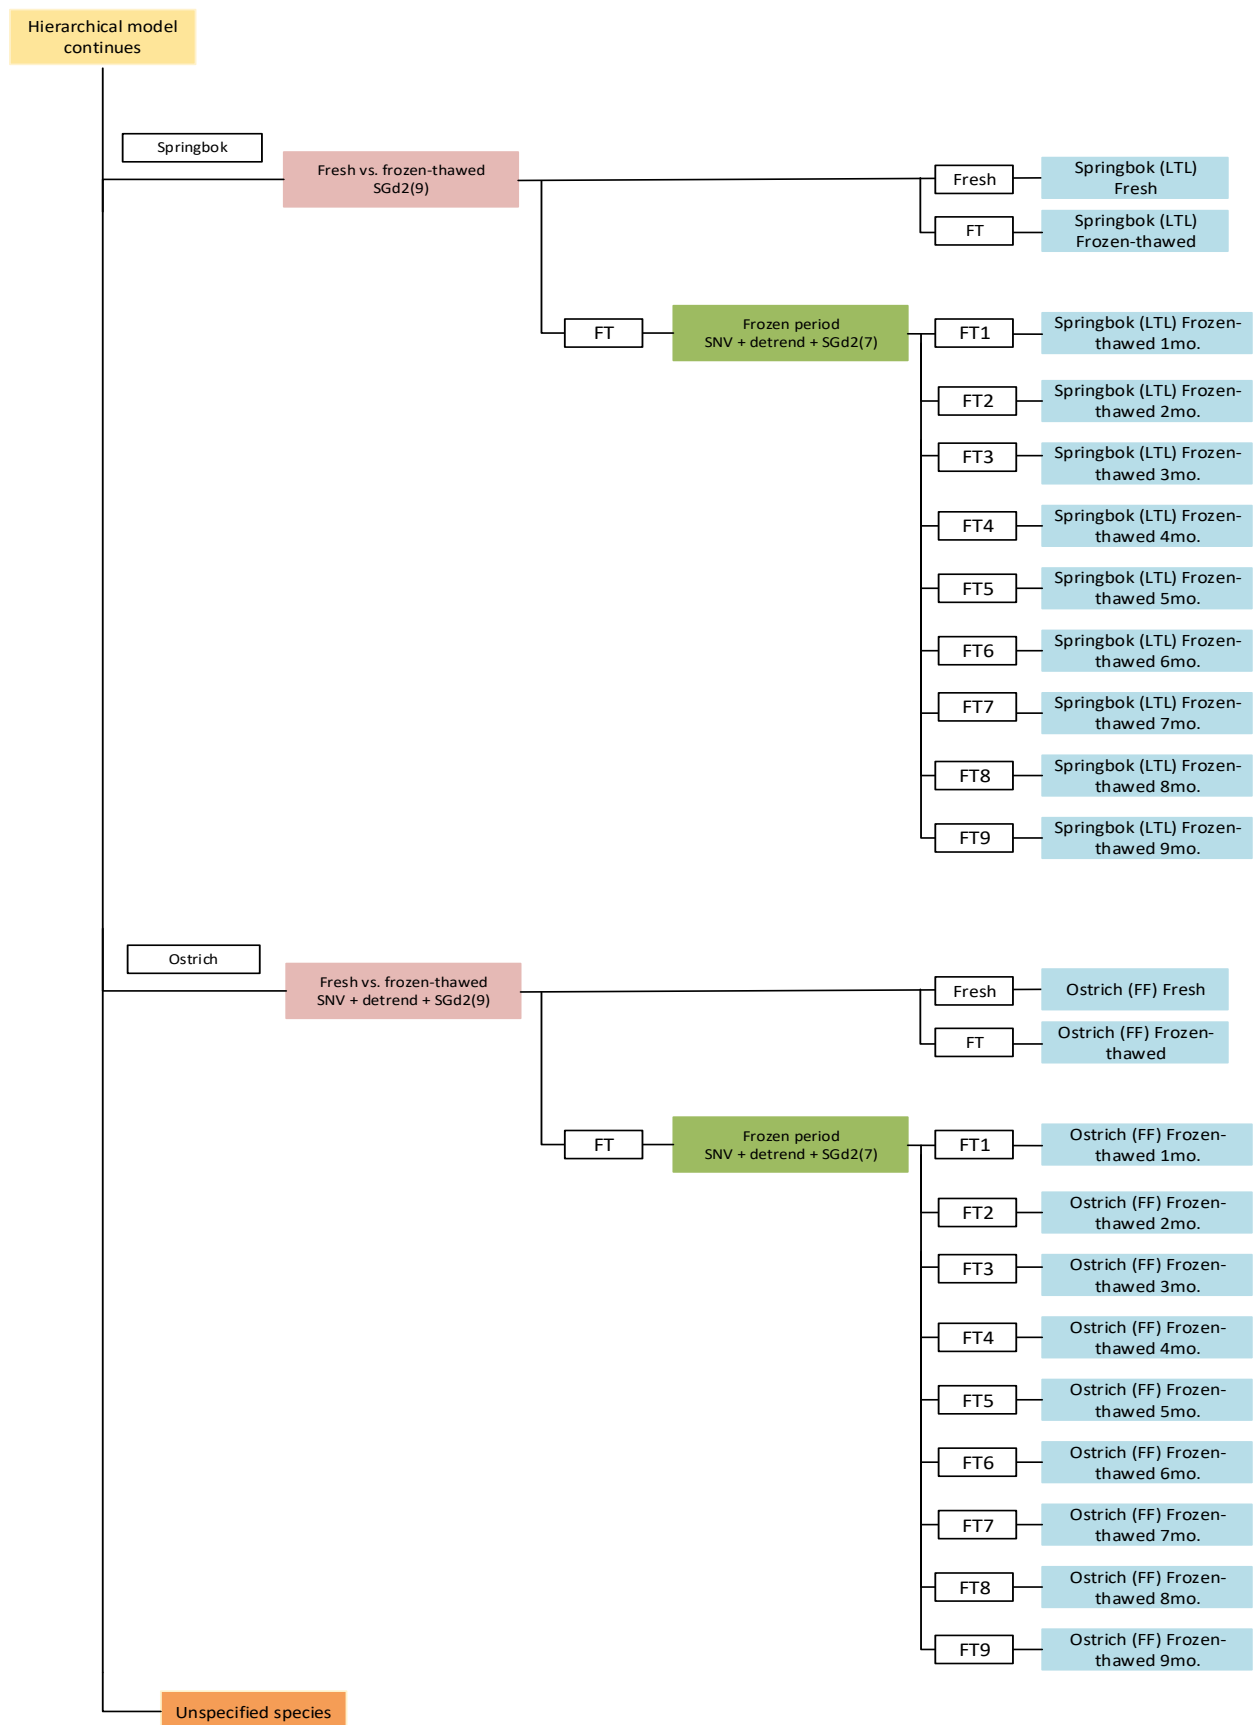 Hierarchical model
continues
Springbok
Fresh vs. frozen-thawed
SGd2(9)
Fresh
Springbok (LTL)
Fresh
FT
Springbok (LTL)
Frozen-thawed
FT
Frozen period
SNV + detrend + SGd2(7)
FT1
Springbok (LTL) Frozen-
thawed 1mo.
FT2
Springbok (LTL) Frozen-
thawed 2mo.
FT3
Springbok (LTL) Frozen-
thawed 3mo.
FT4
Springbok (LTL) Frozen-
thawed 4mo.
FT5
Springbok (LTL) Frozen-
thawed 5mo.
FT6
Springbok (LTL) Frozen-
thawed 6mo.
FT7
Springbok (LTL) Frozen-
thawed 7mo.
FT8
Springbok (LTL) Frozen-
thawed 8mo.
FT9
Springbok (LTL) Frozen-
thawed 9mo.
Ostrich
Fresh vs. frozen-thawed
SNV + detrend + SGd2(9)
Fresh
Ostrich (FF) Fresh
FT
Ostrich (FF) Frozen-
thawed
FT
Frozen period
SNV + detrend + SGd2(7)
FT1
Ostrich (FF) Frozen-
thawed 1mo.
FT2
Ostrich (FF) Frozen-
thawed 2mo.
FT3
Ostrich (FF) Frozen-
thawed 3mo.
FT4
Ostrich (FF) Frozen-
thawed 4mo.
FT5
Ostrich (FF) Frozen-
thawed 5mo.
FT6
Ostrich (FF) Frozen-
thawed 6mo.
FT7
Ostrich (FF) Frozen-
thawed 7mo.
FT8
Ostrich (FF) Frozen-
thawed 8mo.
FT9
Ostrich (FF) Frozen-
thawed 9mo.
Unspecified species